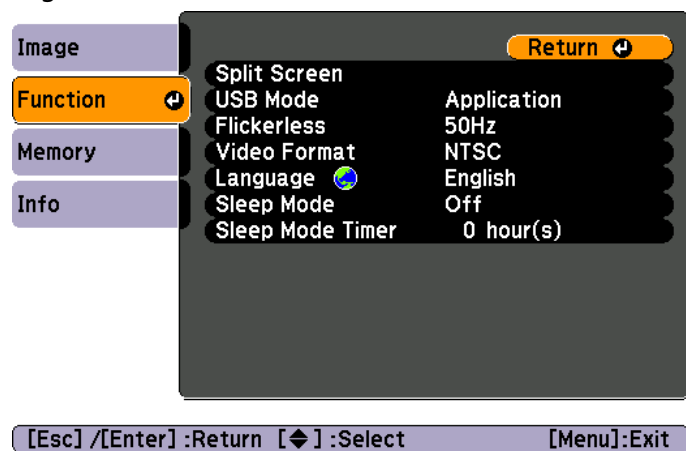 Image
Function
Memory
Info
Return
Split Screen
USB Mode Application
Flickerless 50Hz
Video Format NTSC
Language English
Sleep Mode Off
Sleep Mode Timer 0 hour(s)
[Esc] /[Enter] :Return [◆] :Select [Menu]:Exit